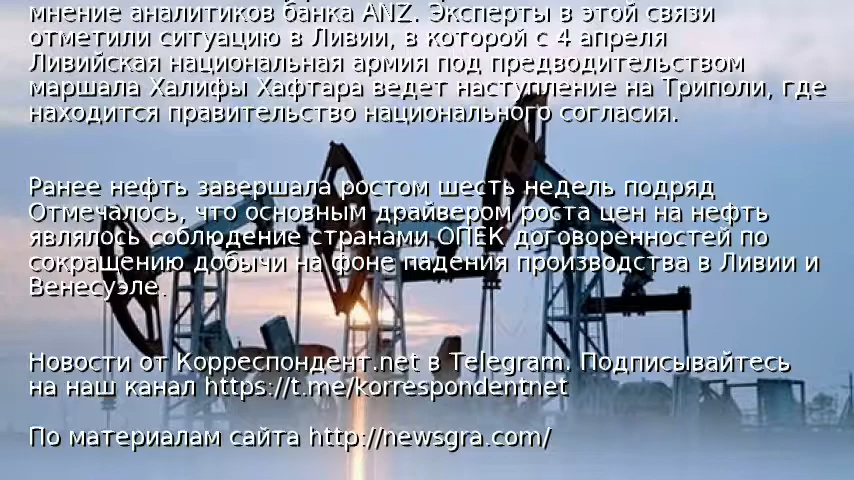 мнение аналитиков банка ANZ. Эксперты в этой связи
отметили ситуацию в Ливии, в которой с 4 апреля
Ливийская национальная армия под предводительством
маршала Халифы Хафтара ведет наступление на Триполи, где
находится правительство национального согласия.
Ранее нефть завершала ростом шесть недель подряд
Отмечалось, что основным драйвером роста цен на нефть
являлось соблюдение странами ОПЕК договоренностей по
сокращению добычи на фоне падения производства в Ливии и
Венесуэле.
Новости от Корреспондент.net в Telegram. Подписывайтесь
на наш канал https://t.me/korrespondentnet
По материалам сайта http://newsgra.com/